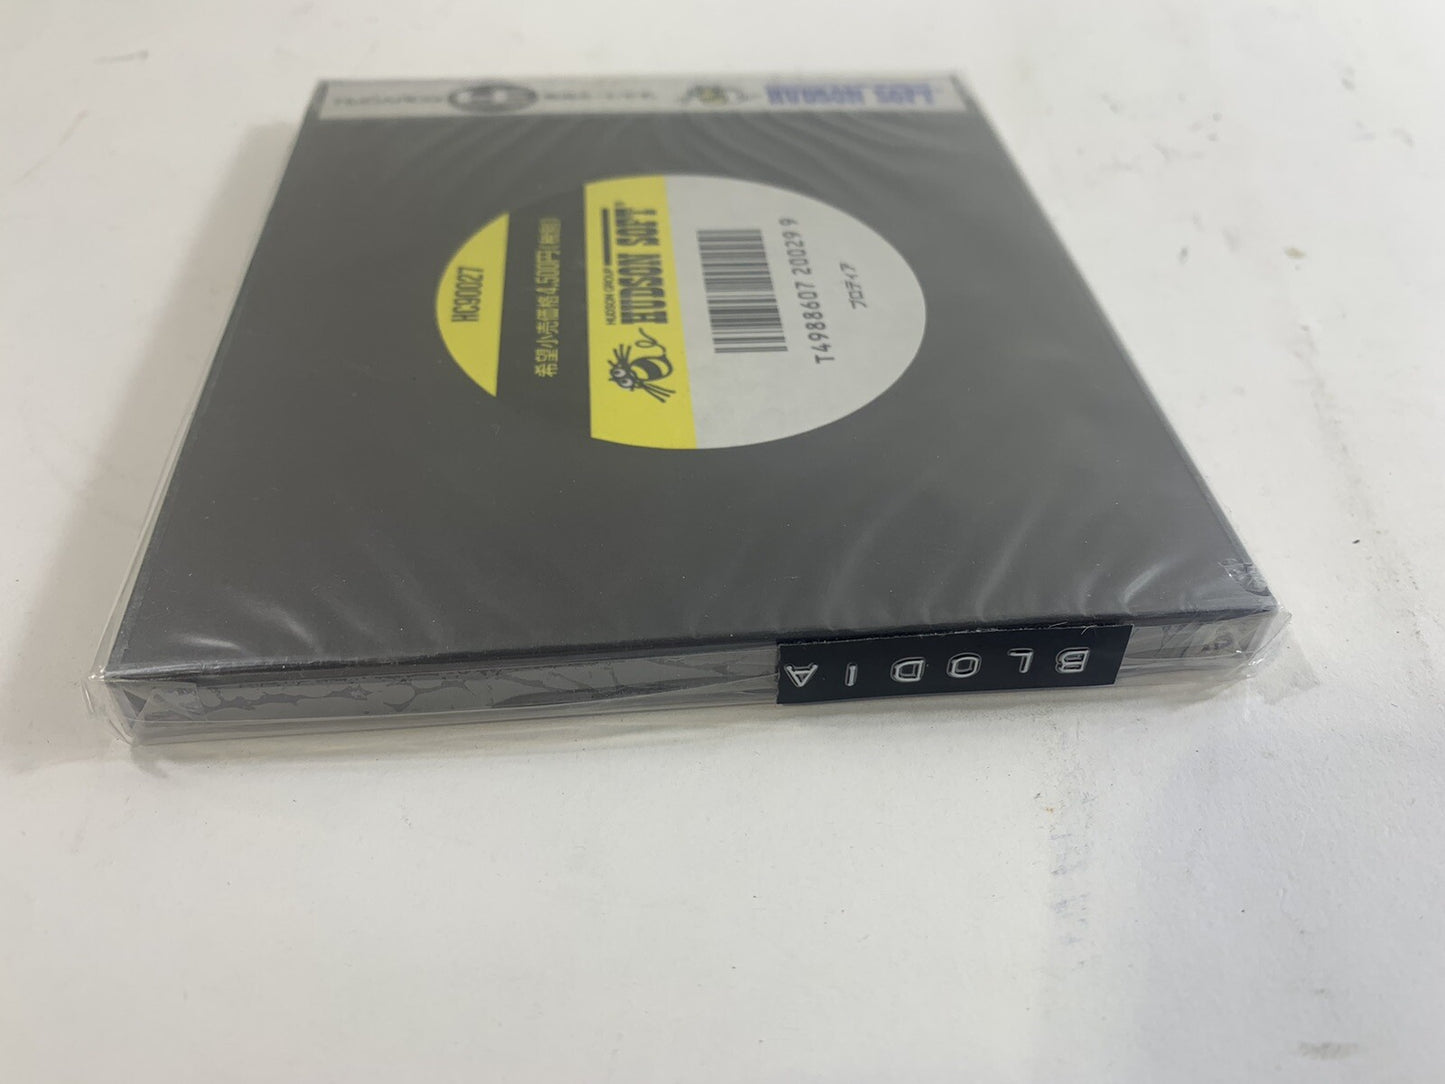 HUDSON SOFT
HC90027
希望小売価格4,500円(税別)
HUDSON GROUP
HUDSON SOFT
T4988607 20029 9
ブロディア
BLODIA